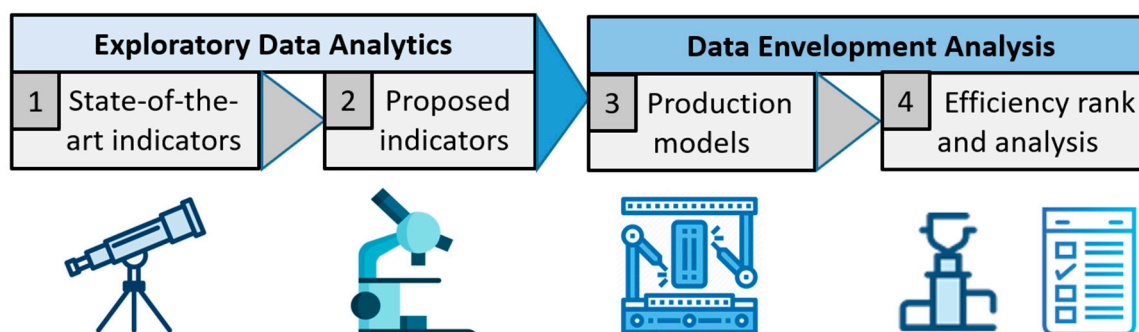 Exploratory Data Analytics
Data Envelopment Analysis
1
State-of-the-
art indicators
2
Proposed
indicators
3
Production
models
4
Efficiency rank
and analysis